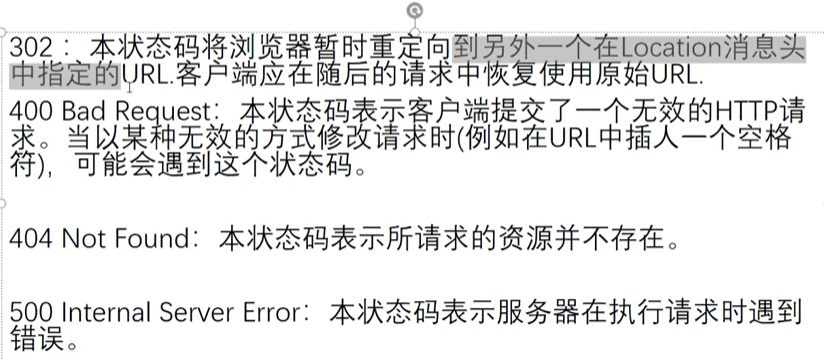 302 ：本状态码将浏览器暂时重定向到另外一个在Location消息头
中指定的URL.客户端应在随后的请求中恢复使用原始URL.
400 Bad Request：本状态码表示客户端提交了一个无效的HTTP请
求。当以某种无效的方式修改请求时(例如在URL中插人一个空格
符)，可能会遇到这个状态码。
404 Not Found：本状态码表示所请求的资源并不存在。
500 Internal Server Error：本状态码表示服务器在执行请求时遇到
错误。